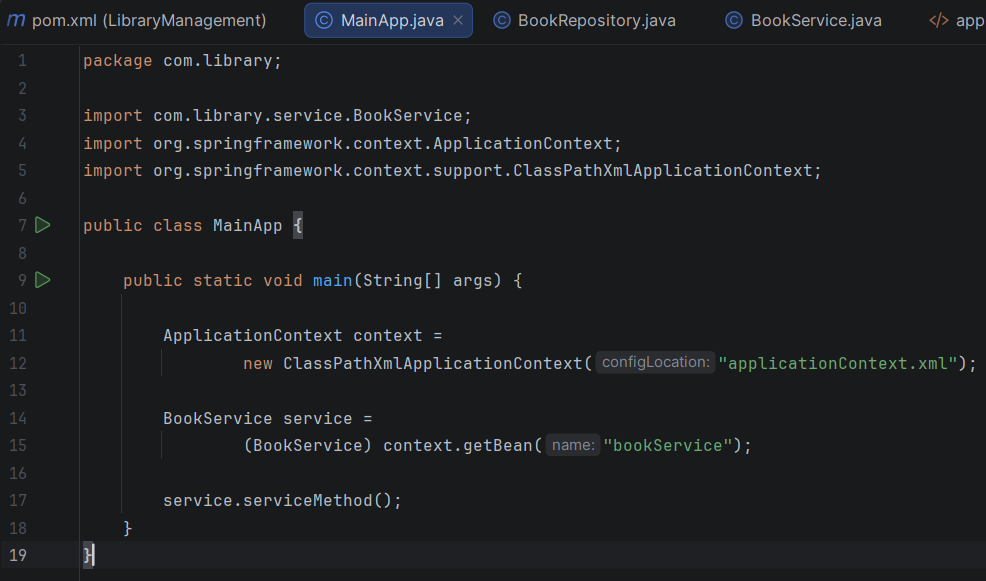 m pom.xml (LibraryManagement) © MainApp.java × © BookRepository.java © BookService.java </> app
1 package com.library;
2
3 import com.library.service.BookService;
4 import org.springframework.context.ApplicationContext;
5 import org.springframework.context.support.ClassPathXmlApplicationContext;
6
7 public class MainApp {
8
9 public static void main(String[] args) {
10
11 ApplicationContext context =
12 new ClassPathXmlApplicationContext( configLocation: "applicationContext.xml");
13
14 BookService service =
15 (BookService) context.getBean( name: "bookService");
16
17 service.serviceMethod();
18 }
19 }